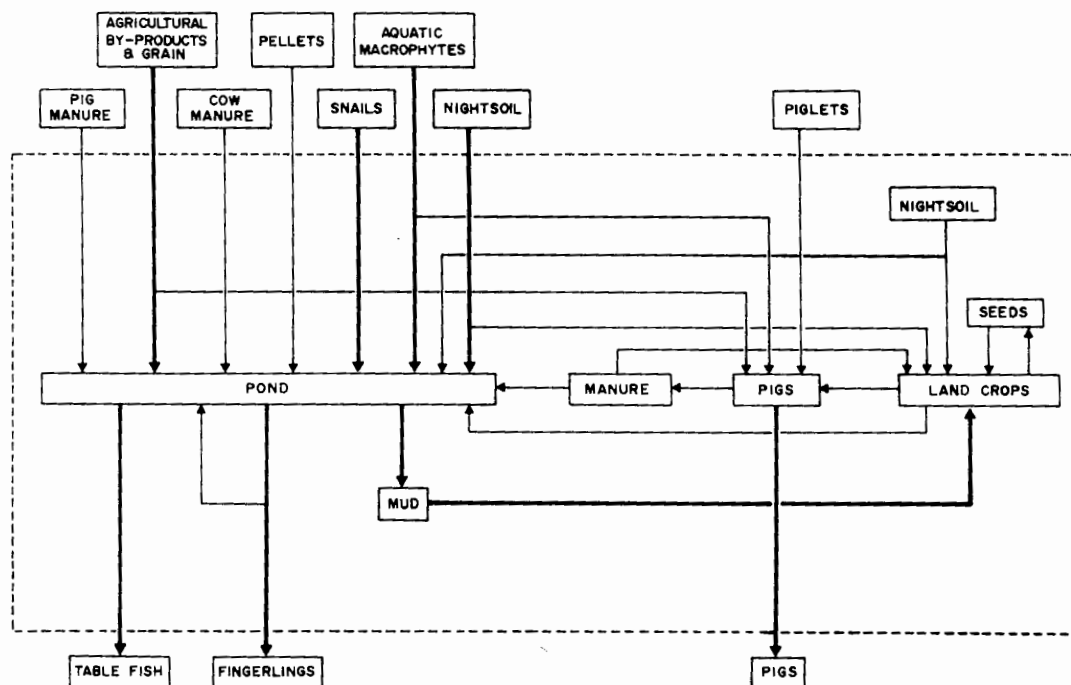 AGRICULTURAL
BY-PRODUCTS
& GRAIN
PELLETS
AQUATIC
MACROPHYTES
PIG
MANURE
COW
MANURE
SNAILS
NIGHTSOIL
PIGLETS
NIGHTSOIL
SEEDS
POND
MANURE
PIGS
LAND CROPS
MUD
TABLE FISH
FINGERLINGS
PIGS